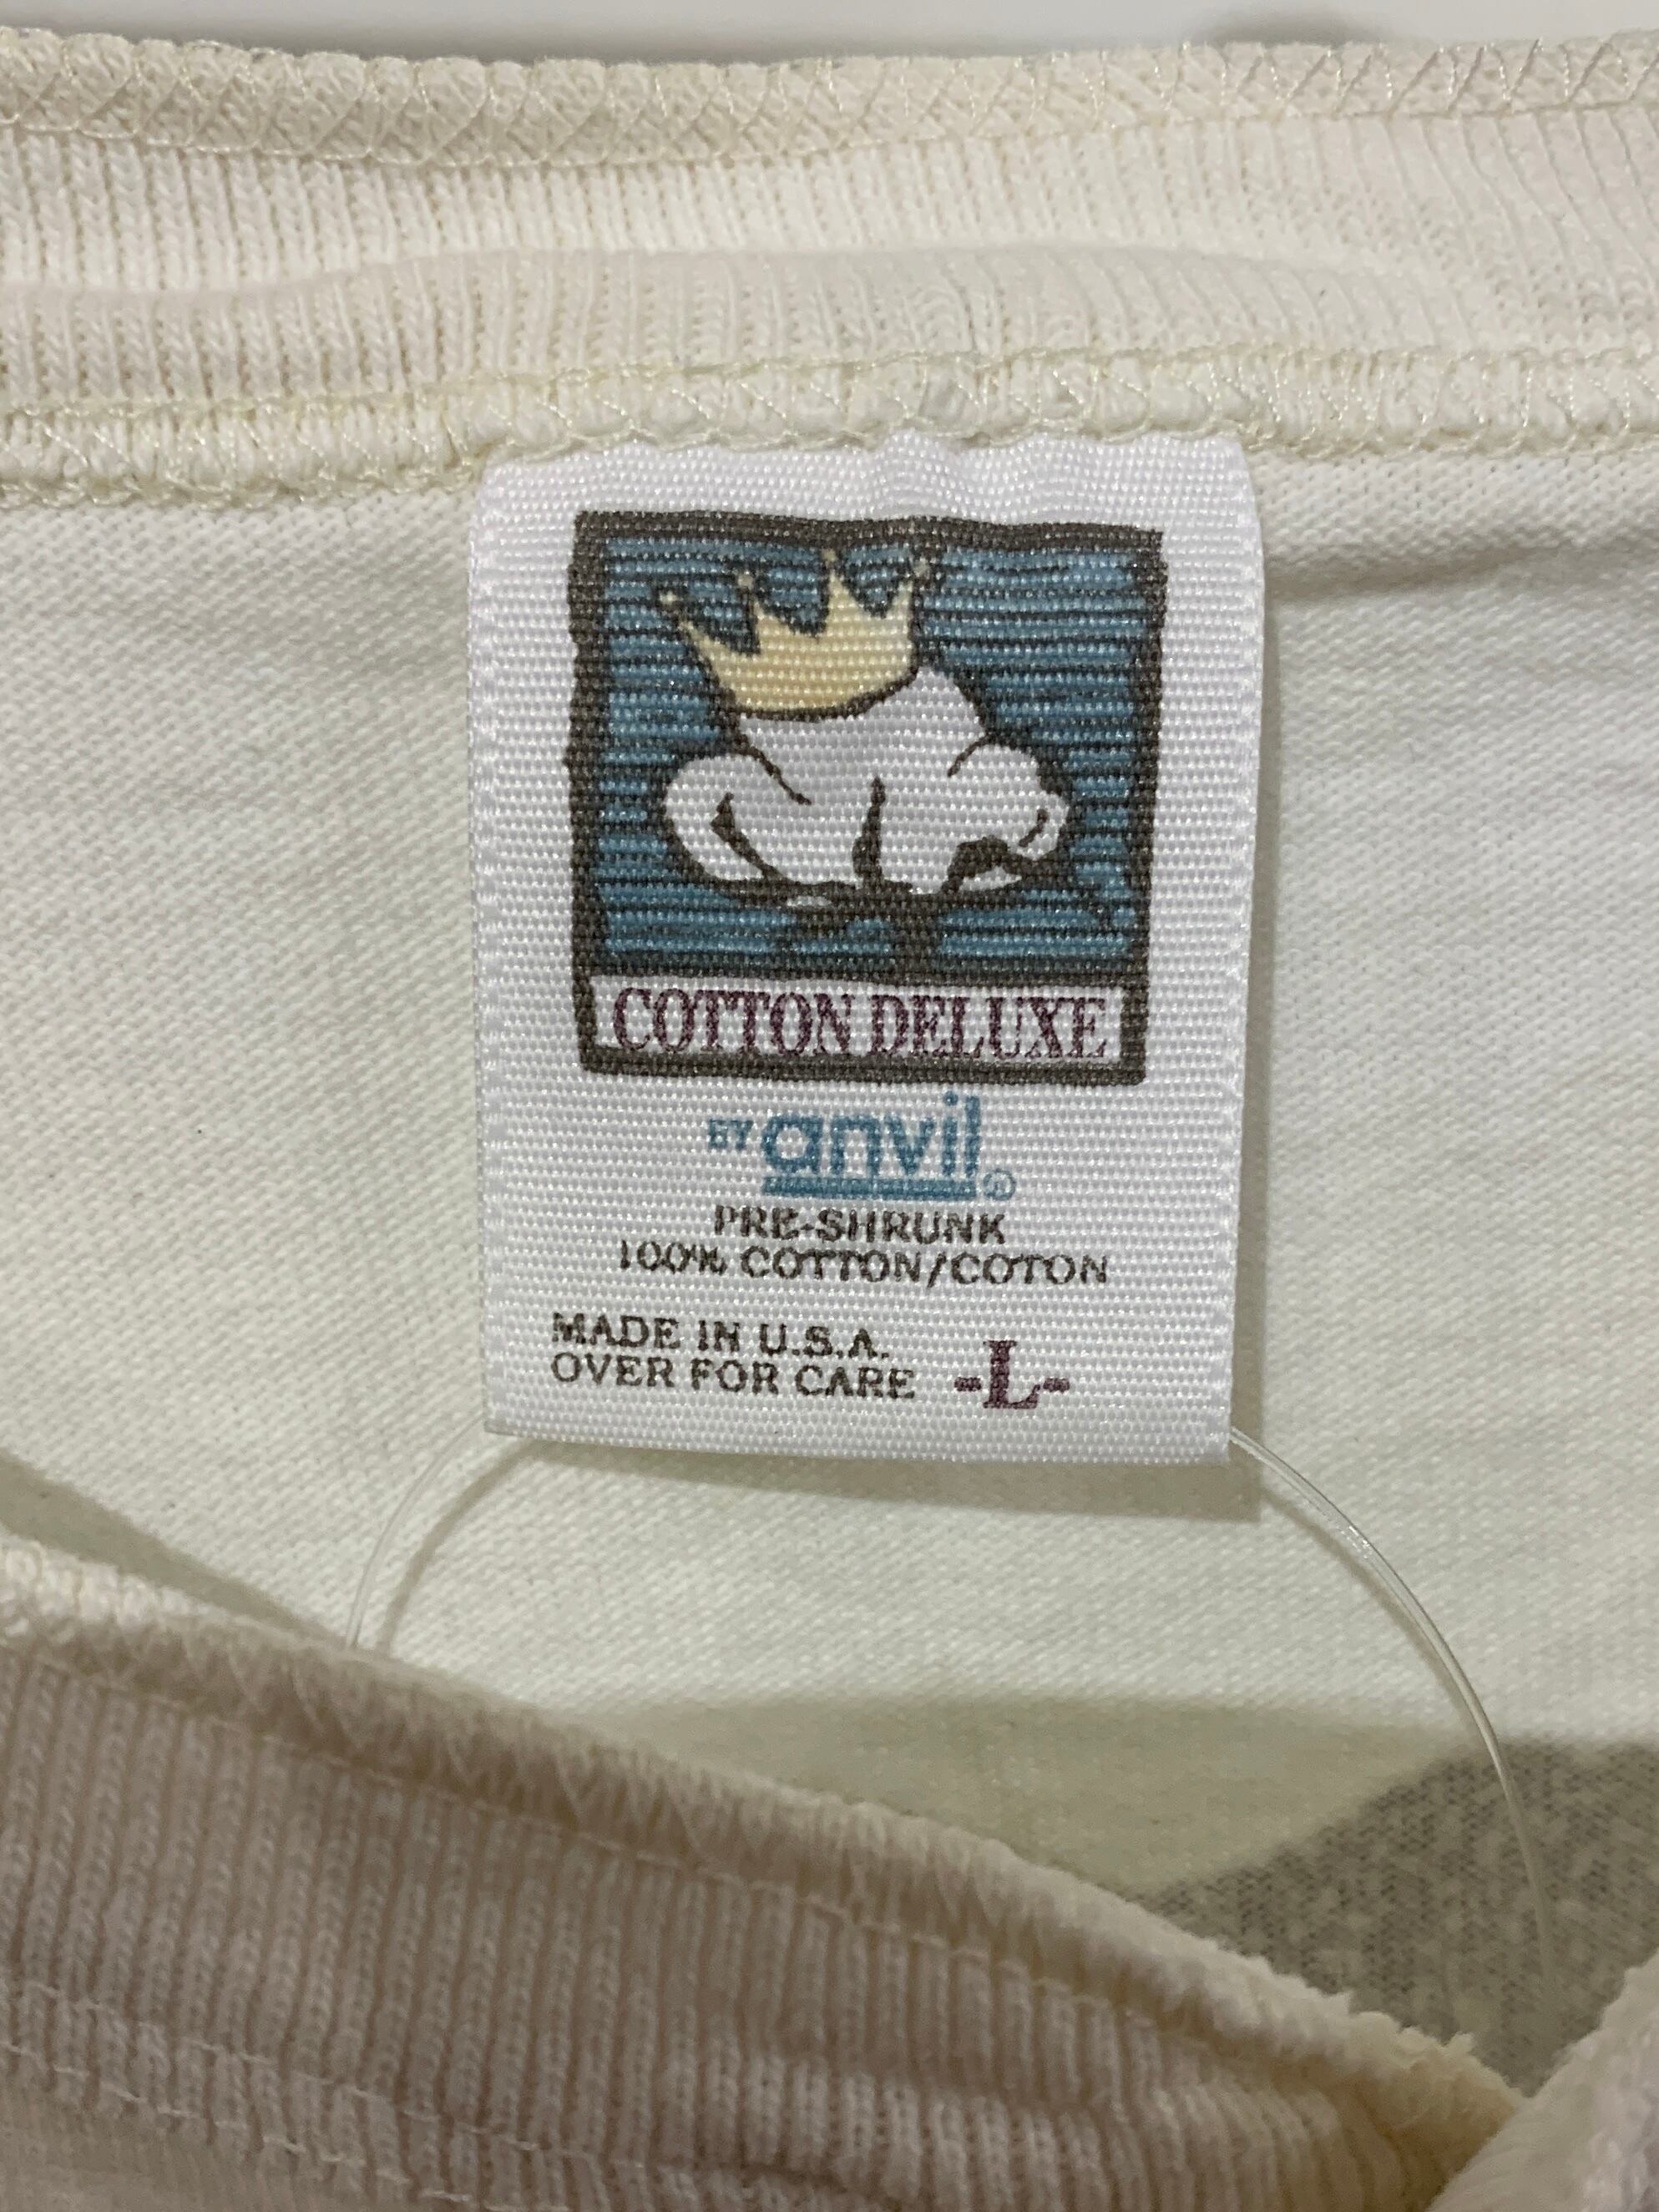 COTTON DELUXE
BY anvil®
PRE-SHRUNK
100% COTTON/COTON
MADE IN U.S.A.
OVER FOR CARE -L-